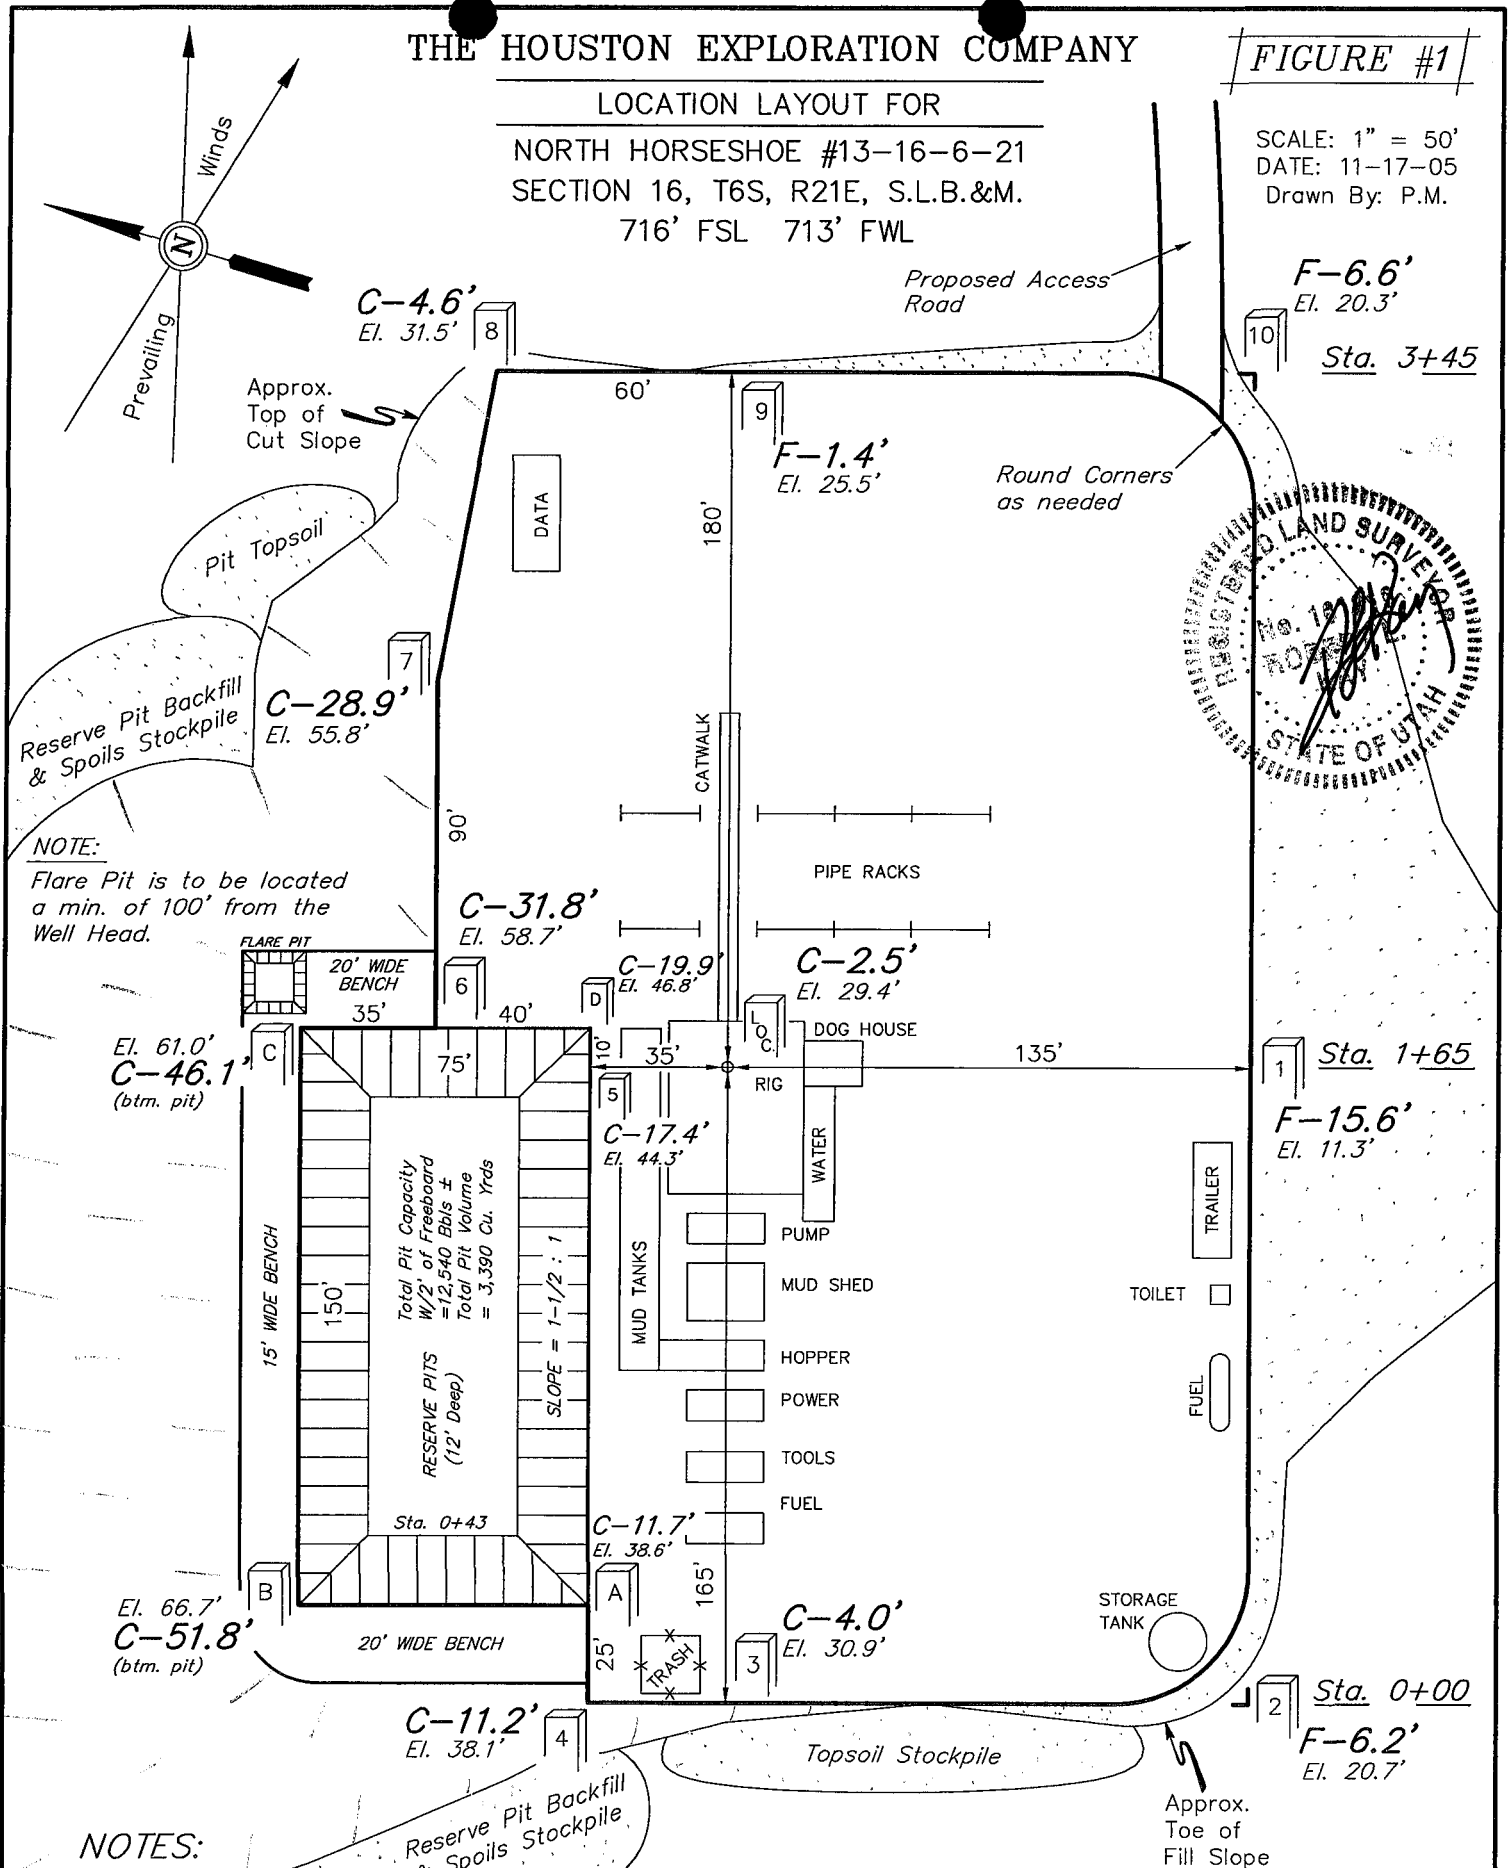 THE HOUSTON EXPLORATION COMPANY
FIGURE #1
LOCATION LAYOUT FOR
NORTH HORSESHOE #13-16-6-21
SECTION 16, T6S, R21E, S.L.B.&M.
716' FSL 713' FWL
SCALE: 1" = 50'
DATE: 11-17-05
Drawn By: P.M.
Winds
N
Prevailing
Proposed Access
Road
F-6.6'
El. 20.3'
10
Sta. 3+45
C-4.6'
El. 31.5'
8
Approx.
Top of
Cut Slope
60'
9
F-1.4'
El. 25.5'
180'
Round Corners
as needed
DATA
Pit Topsoil
REGISTERED LAND SURVEYOR
No.
STATE OF UTAH
7
C-28.9'
El. 55.8'
Reserve Pit Backfill
& Spoils Stockpile
CATWALK
90'
PIPE RACKS
NOTE:
Flare Pit is to be located
a min. of 100' from the
Well Head.
C-31.8'
El. 58.7'
6
FLARE PIT
20' WIDE
BENCH
35'
40'
C-19.9'
El. 46.8'
D
C-2.5'
El. 29.4'
LOC.
DOG HOUSE
El. 61.0'
C-46.1'
(btm. pit)
C
75'
10'
35'
135'
RIG
5
1
Sta. 1+65
F-15.6'
El. 11.3'
C-17.4'
El. 44.3'
WATER
TRAILER
PUMP
MUD SHED
MUD TANKS
HOPPER
POWER
TOOLS
FUEL
TOILET
FUEL
15' WIDE BENCH
150'
Total Pit Capacity
W/2' of Freeboard
=12,540 Bbls ±
Total Pit Volume
= 3,390 Cu. Yrds
RESERVE PITS
(12' Deep)
SLOPE = 1-1/2 : 1
Sta. 0+43
C-11.7'
El. 38.6'
A
B
El. 66.7'
C-51.8'
(btm. pit)
20' WIDE BENCH
165'
25'
TRASH
3
C-4.0'
El. 30.9'
STORAGE
TANK
C-11.2'
El. 38.1'
4
2
Sta. 0+00
F-6.2'
El. 20.7'
Topsoil Stockpile
Approx.
Toe of
Fill Slope
Reserve Pit Backfill
& Spoils Stockpile
NOTES: